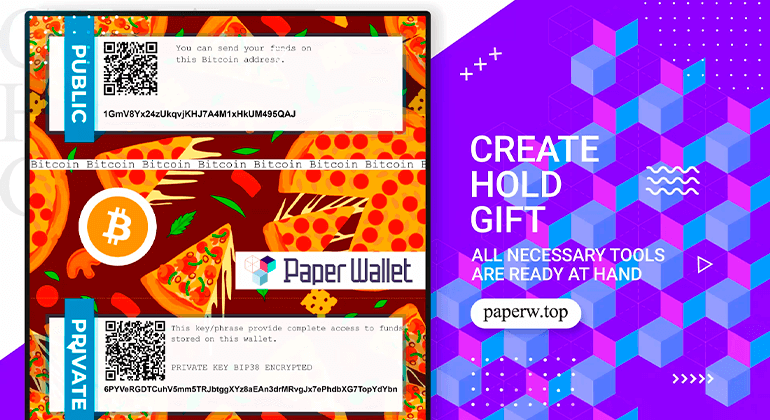 PUBLIC
You can send your funds on
this Bitcoin address.
1GmV8Yx24zUkqvjKHJ7A4M1xHkUM495QAJ
Bitcoin Bitcoin Bitcoin Bitcoin Bitcoin Bitcoin Bitcoin B
Paper Wallet
PRIVATE
This key/phrase provide complete access to funds
stored on this wallet.
PRIVATE KEY BIP38 ENCRYPTED
6PYVeRGDTCuhV5mm5TRJbtggXYz8aEAn3drMRvgJx7ePhdbXG7TopYdYbn
CREATE
HOLD
GIFT
ALL NECESSARY TOOLS
ARE READY AT HAND
paperw.top